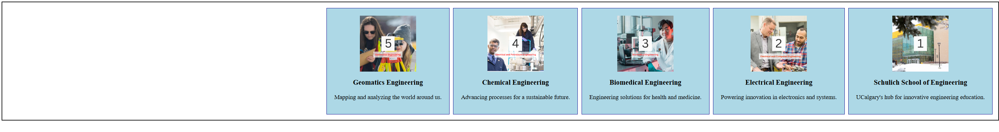 5
Geomatics Engineering
Geomatics Engineering
Mapping and analyzing the world around us.
4
Chemical and Petroleum Engineering
Chemical Engineering
Advancing processes for a sustainable future.
3
Biomedical Engineering
Biomedical Engineering
Engineering solutions for health and medicine.
2
Electrical and Computer Engineering
Electrical Engineering
Powering innovation in electronics and systems.
1
Schulich School of Engineering
UCalgary's hub for innovative engineering education.